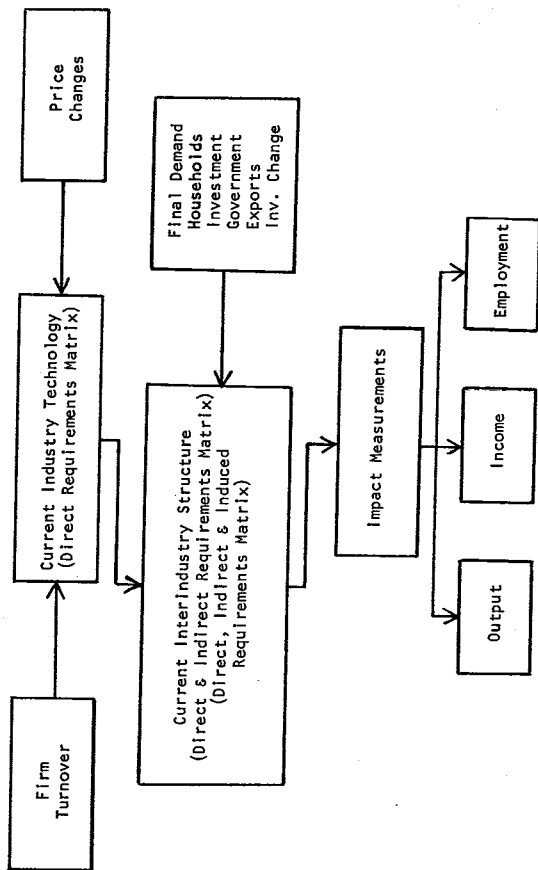 Firm
Turnover
Current Industry Technology
(Direct Requirements Matrix)
Price
Changes
Current Interindustry Structure
(Direct & Indirect Requirements Matrix)
(Direct, Indirect & Induced
Requirements Matrix)
Final Demand
Households
Investment
Government
Exports
Inv. Change
Impact Measurements
Output
Income
Employment